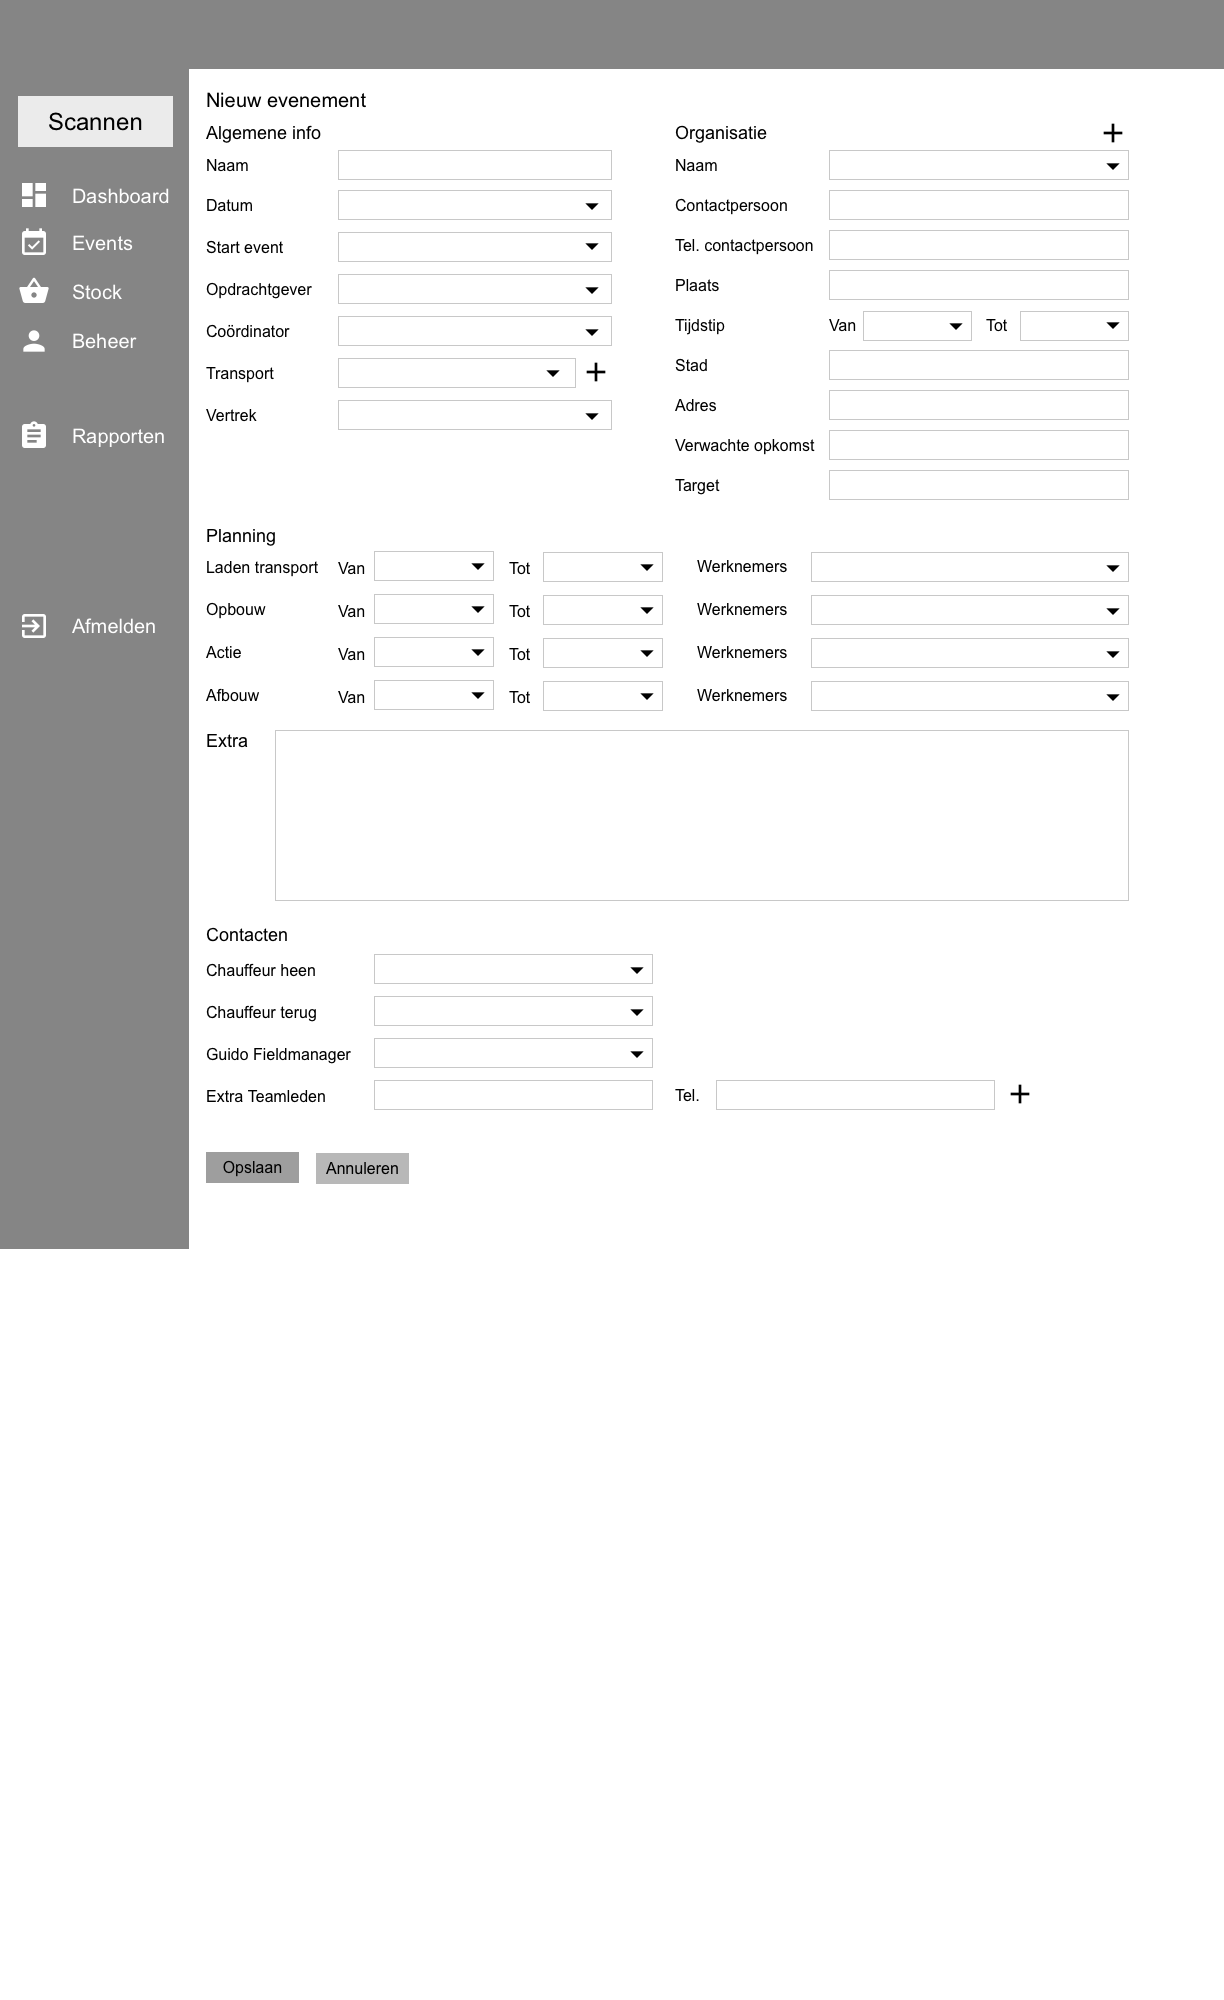 Scannen
Dashboard
Events
Stock
Beheer
Rapporten
Afmelden
Nieuw evenement
Algemene info
Naam
Datum
Start event
Opdrachtgever
Coördinator
Transport
Vertrek
Organisatie
Naam
Contactpersoon
Tel. contactpersoon
Plaats
Tijdstip Van Tot
Stad
Adres
Verwachte opkomst
Target
Planning
Laden transport Van Tot Werknemers
Opbouw Van Tot Werknemers
Actie Van Tot Werknemers
Afbouw Van Tot Werknemers
Extra
Contacten
Chauffeur heen
Chauffeur terug
Guido Fieldmanager
Extra Teamleden Tel.
Opslaan Annuleren